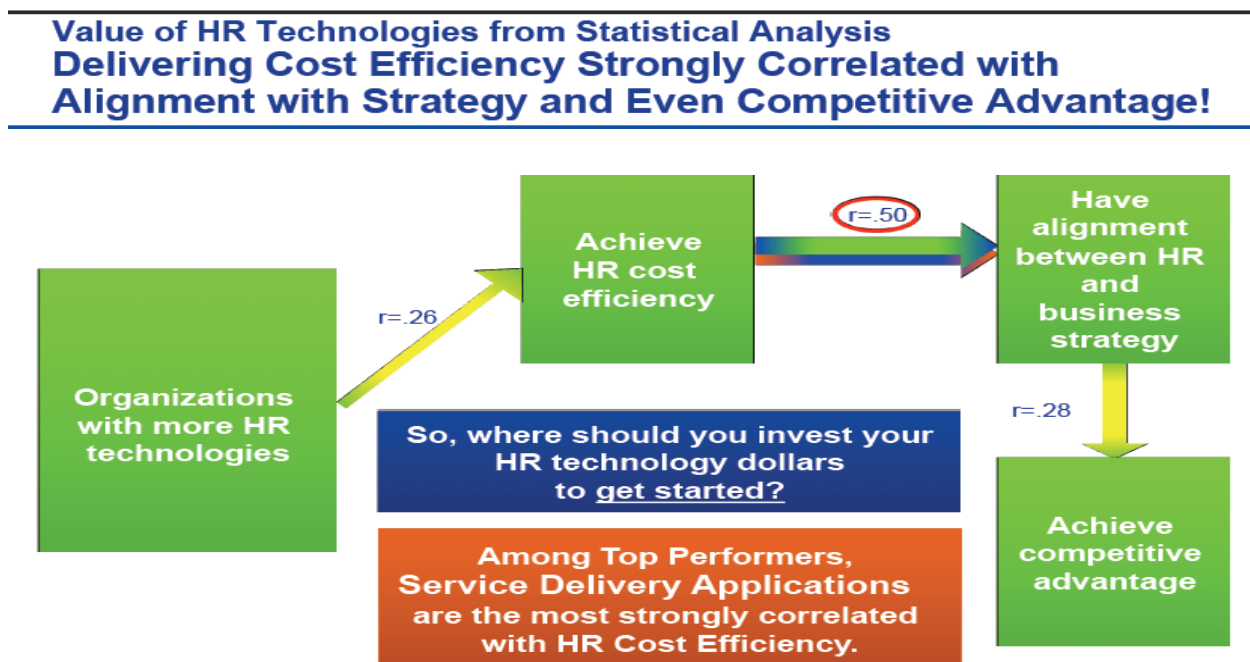 Value of HR Technologies from Statistical Analysis
Delivering Cost Efficiency Strongly Correlated with
Alignment with Strategy and Even Competitive Advantage!
Organizations
with more HR
technologies
r=.26
Achieve
HR cost
efficiency
r=.50
Have
alignment
between HR
and
business
strategy
r=.28
Achieve
competitive
advantage
So, where should you invest your
HR technology dollars
to get started?
Among Top Performers,
Service Delivery Applications
are the most strongly correlated
with HR Cost Efficiency.